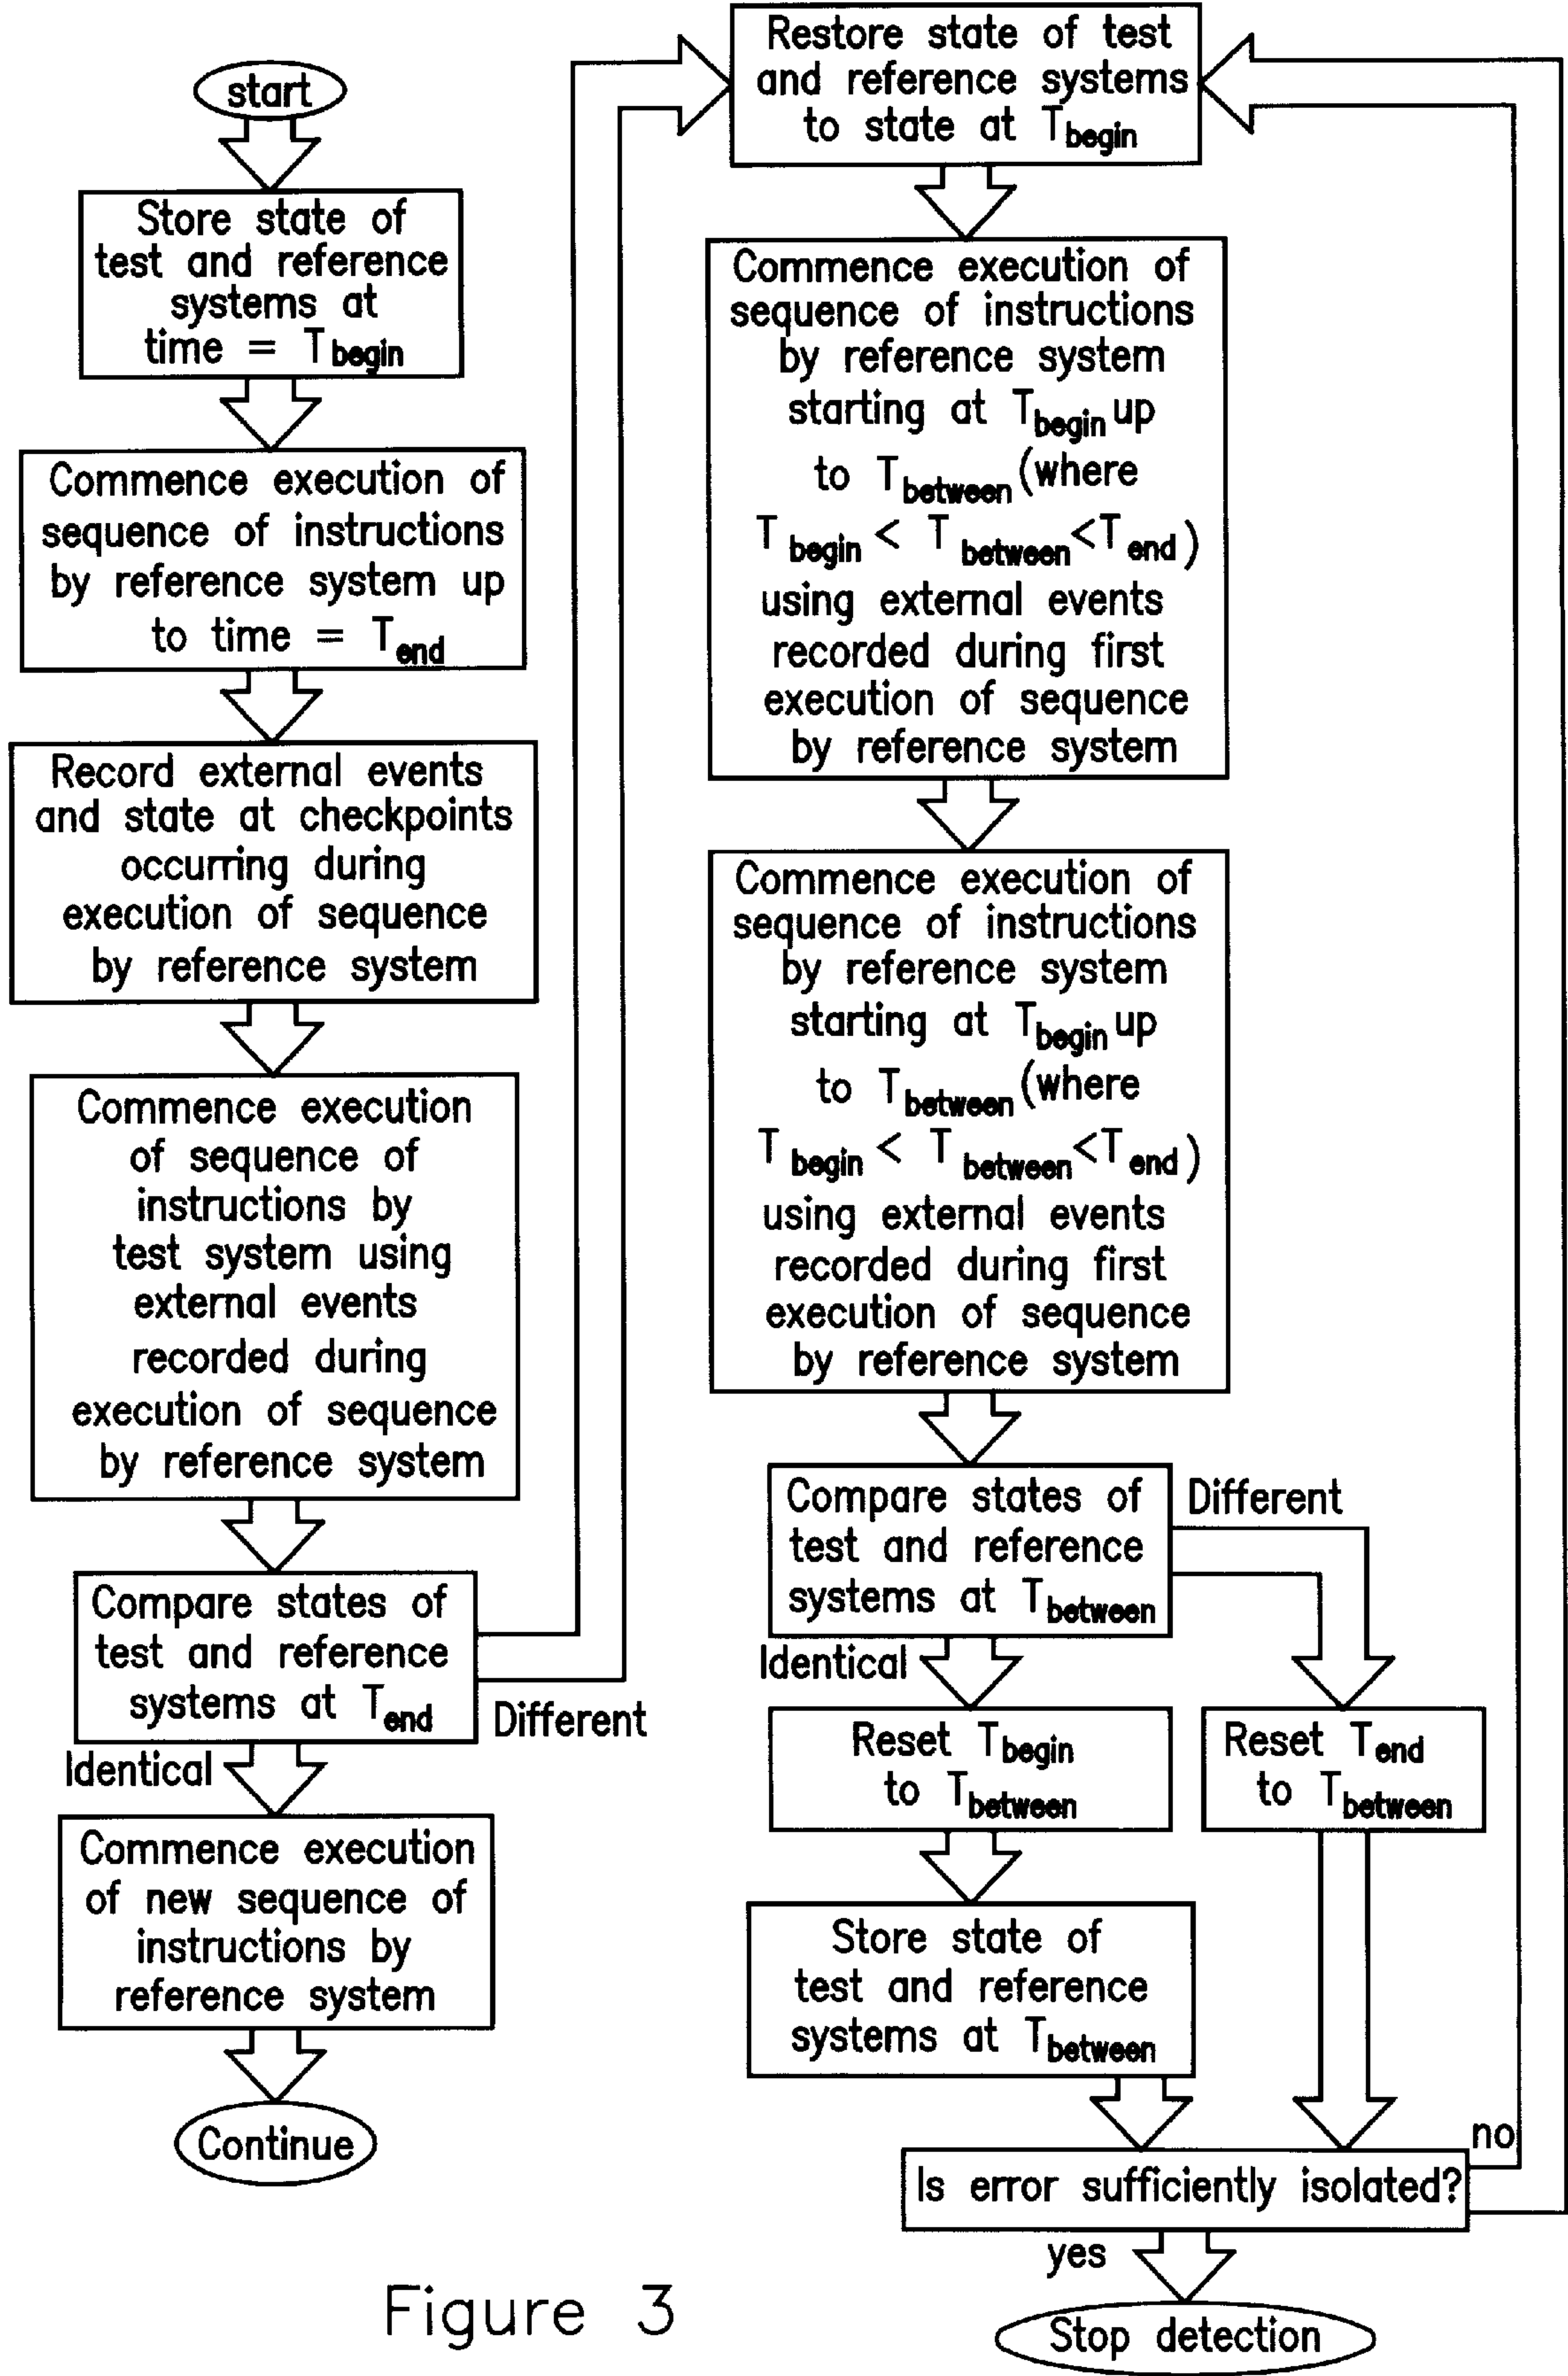 start
Store state of
test and reference
systems at
time = Tbegin
Commence execution of
sequence of instructions
by reference system up
to time = Tend
Record external events
and state at checkpoints
occurring during
execution of sequence
by reference system
Commence execution
of sequence of
instructions by
test system using
external events
recorded during
execution of sequence
by reference system
Compare states of
test and reference
systems at Tend
Different
Identical
Commence execution
of new sequence of
instructions by
reference system
Continue
Restore state of test
and reference systems
to state at Tbegin
Commence execution of
sequence of instructions
by reference system
starting at Tbegin up
to Tbetween (where
Tbegin < Tbetween <Tend)
using external events
recorded during first
execution of sequence
by reference system
Commence execution of
sequence of instructions
by reference system
starting at Tbegin up
to Tbetween (where
Tbegin < Tbetween <Tend)
using external events
recorded during first
execution of sequence
by reference system
Compare states of
test and reference
systems at Tbetween
Different
Identical
Reset Tbegin
to Tbetween
Reset Tend
to Tbetween
Store state of
test and reference
systems at Tbetween
no
Is error sufficiently isolated?
yes
Stop detection
Figure 3